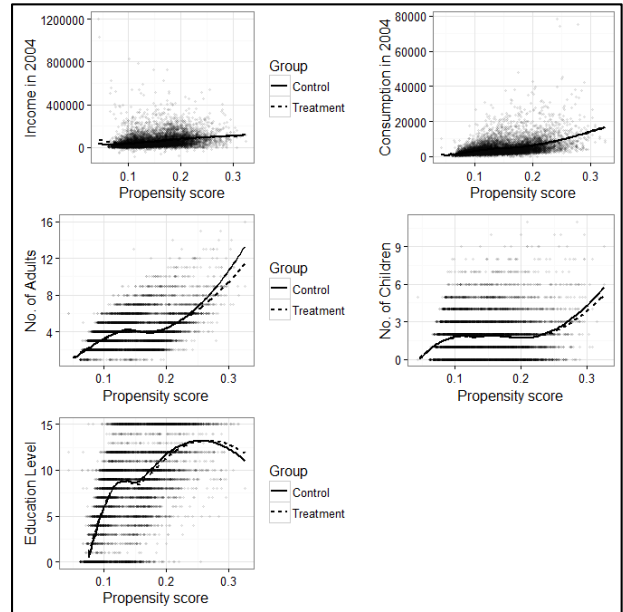 Income in 2004
1200000
800000
400000
0
0.1 0.2 0.3
Propensity score
Group
Control
Treatment
Consumption in 2004
80000
60000
40000
20000
0
0.1 0.2 0.3
Propensity score
No. of Adults
16
12
8
4
0.1 0.2 0.3
Propensity score
Group
Control
Treatment
No. of Children
9
6
3
0
0.1 0.2 0.3
Propensity score
Education Level
15
10
5
0
0.1 0.2 0.3
Propensity score
Group
Control
Treatment